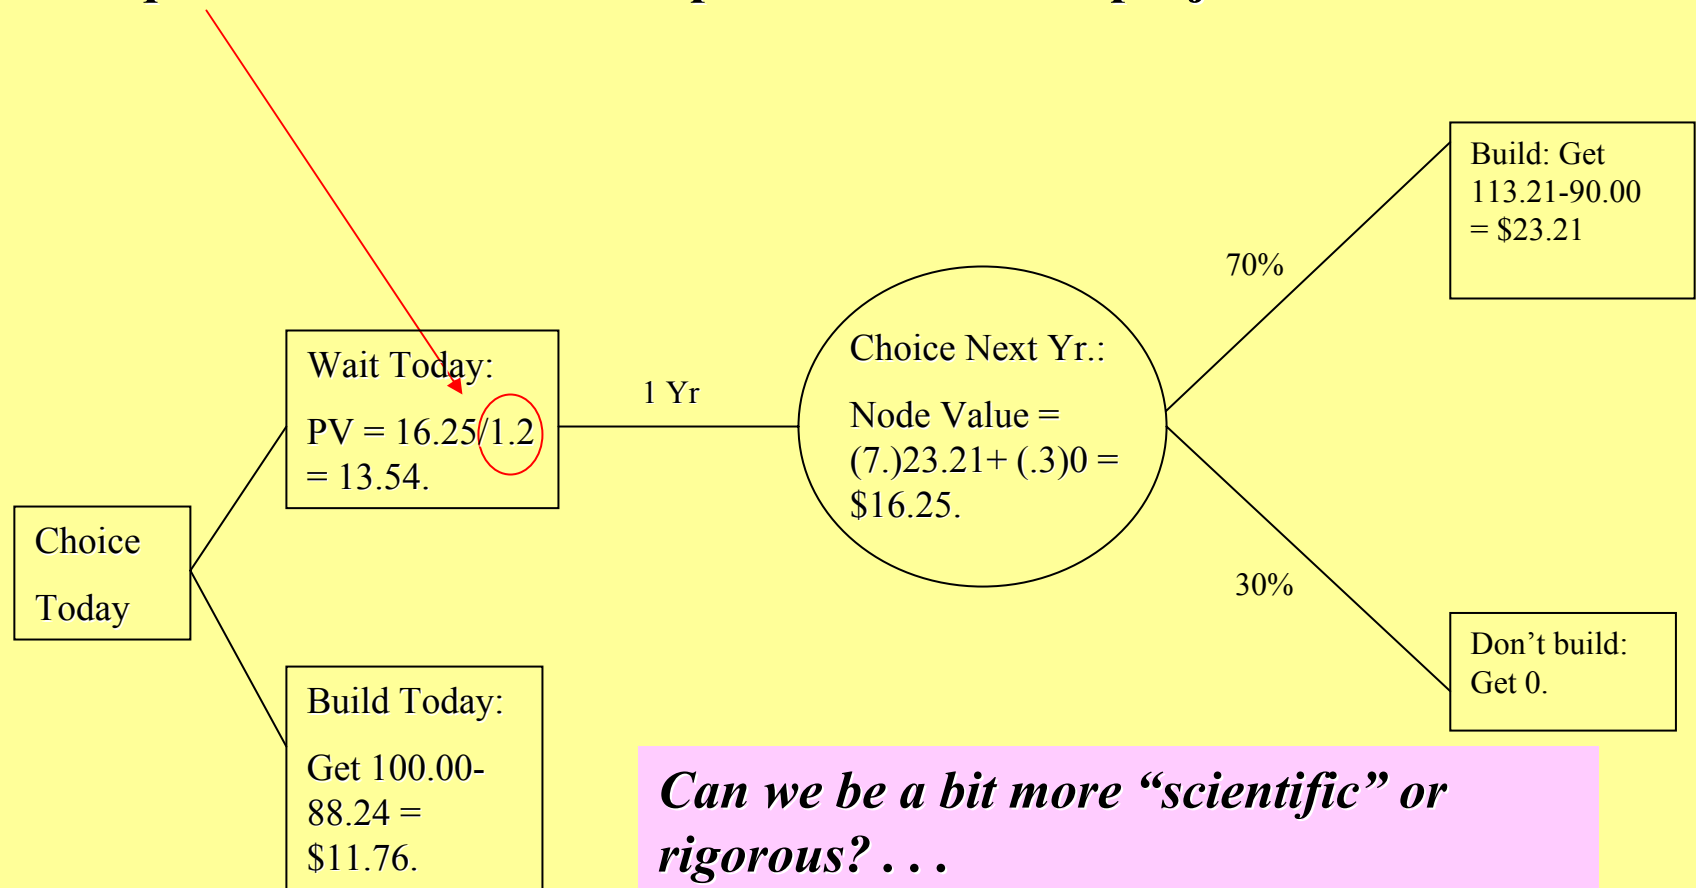 Choice
Today
Wait Today:
PV = 16.25/1.2
= 13.54.
1 Yr
Choice Next Yr.:
Node Value =
(7.)23.21+ (.3)0 =
$16.25.
70%
Build: Get
113.21-90.00
= $23.21
30%
Don’t build:
Get 0.
Build Today:
Get 100.00-
88.24 =
$11.76.
Can we be a bit more “scientific” or
rigorous? . . .